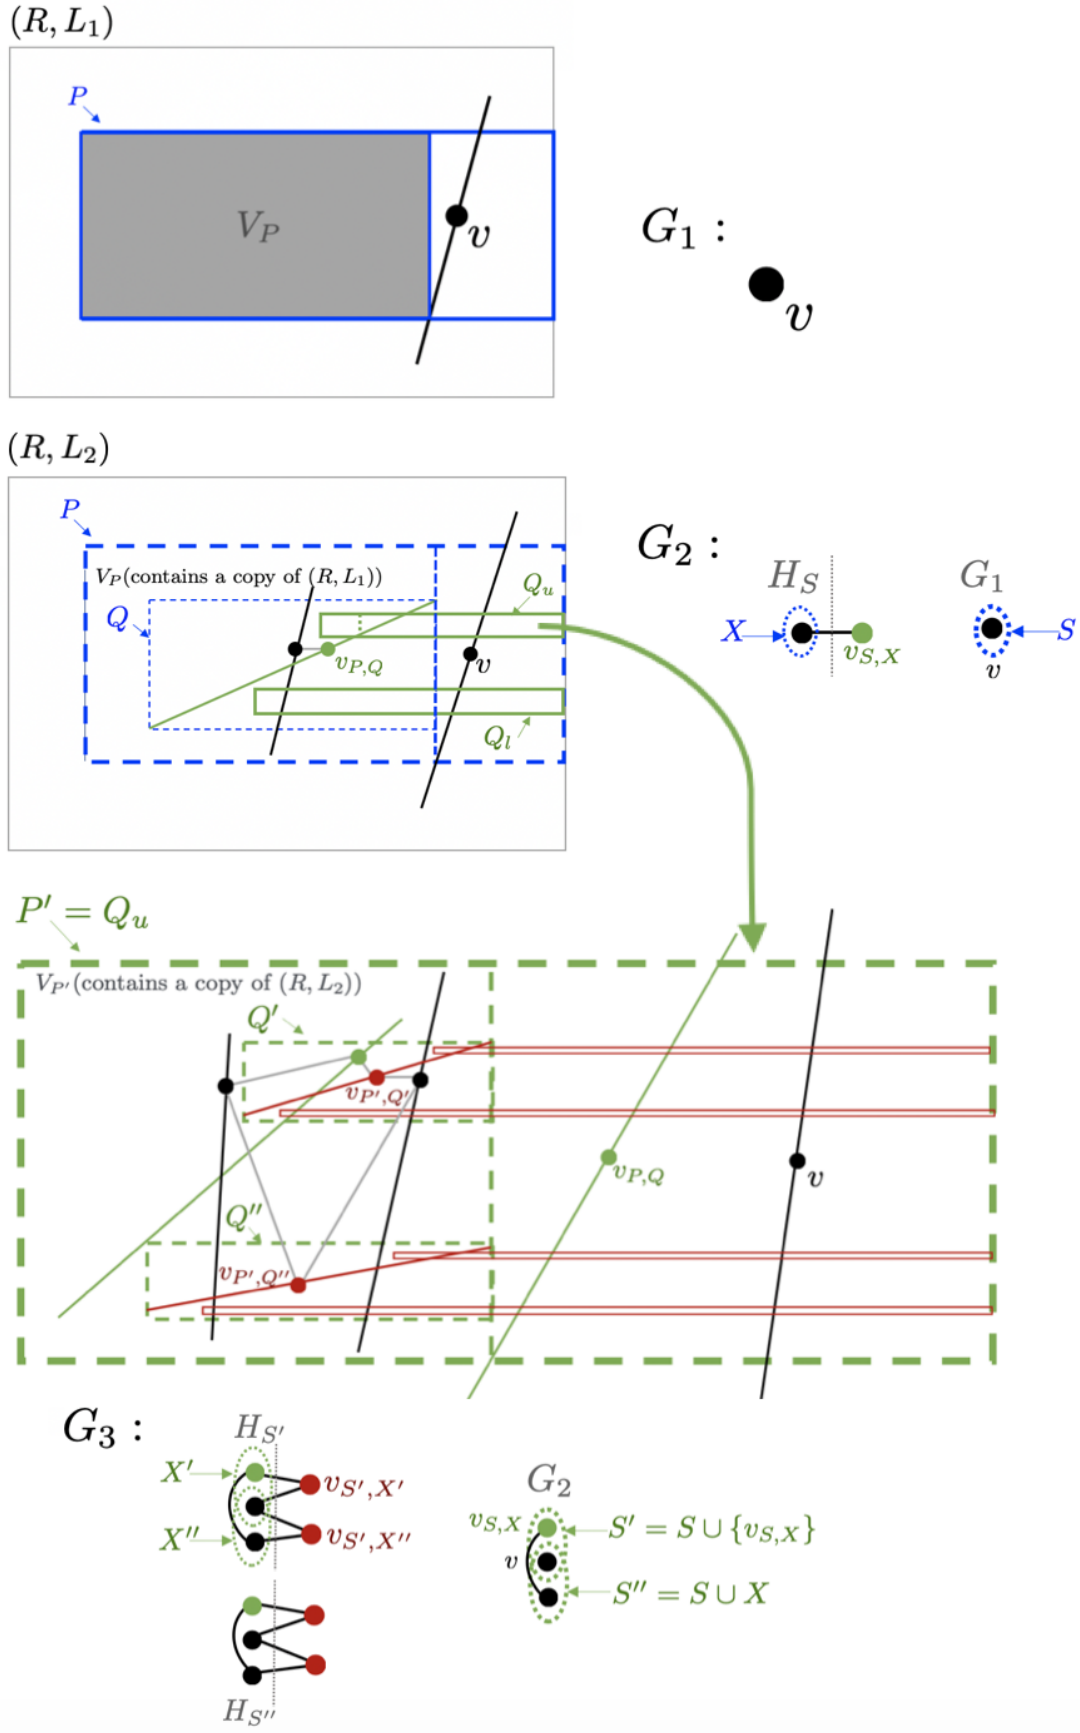 (R, L₁)
P
V_P
v
G₁ :
v
(R, L₂)
P
V_P(contains a copy of (R, L₁))
Q
Q_u
v_{P,Q}
v
Q_l
G₂ :
H_S
G₁
X
v_{S,X}
S
v
P′ = Q_u
V_{P′}(contains a copy of (R, L₂))
Q′
v_{P′,Q′}
v_{P,Q}
v
Q″
v_{P′,Q″}
G₃ :
H_{S′}
X′
v_{S′,X′}
X″
v_{S′,X″}
G₂
v_{S,X}
S′ = S ∪ {v_{S,X}}
v
S″ = S ∪ X
H_{S″}